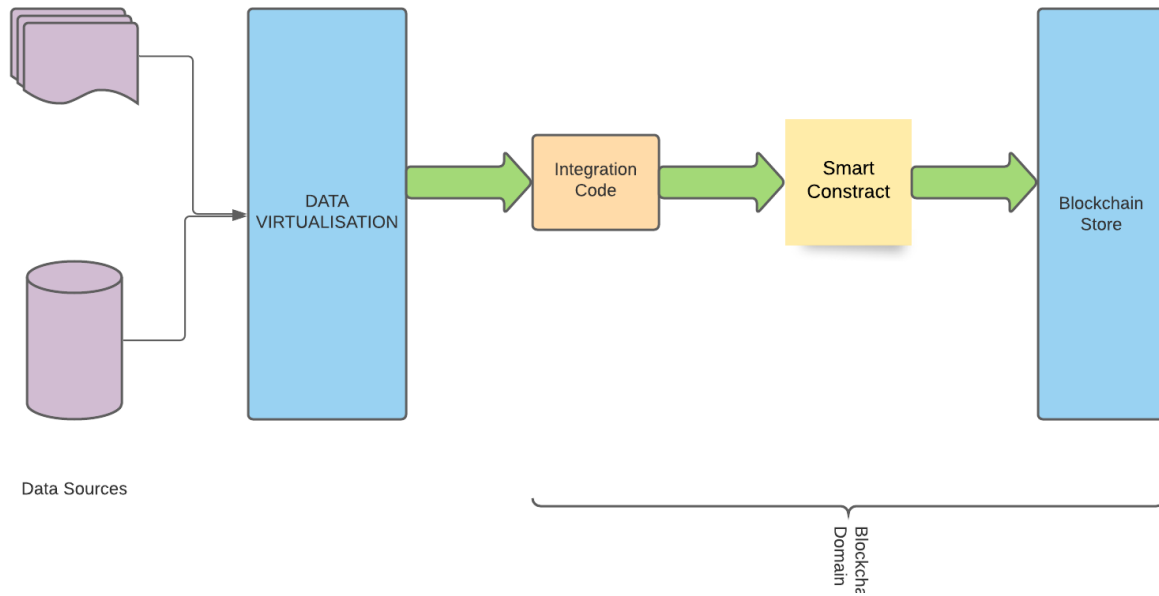 DATA
VIRTUALISATION
Integration
Code
Smart
Constract
Blockchain
Store
Data Sources
Domain